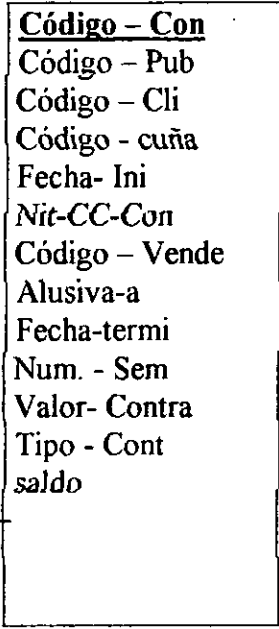 Código – Con
Código – Pub
Código – Cli
Código - cuña
Fecha- Ini
Nit-CC-Con
Código – Vende
Alusiva-a
Fecha-termi
Num. - Sem
Valor- Contra
Tipo - Cont
saldo